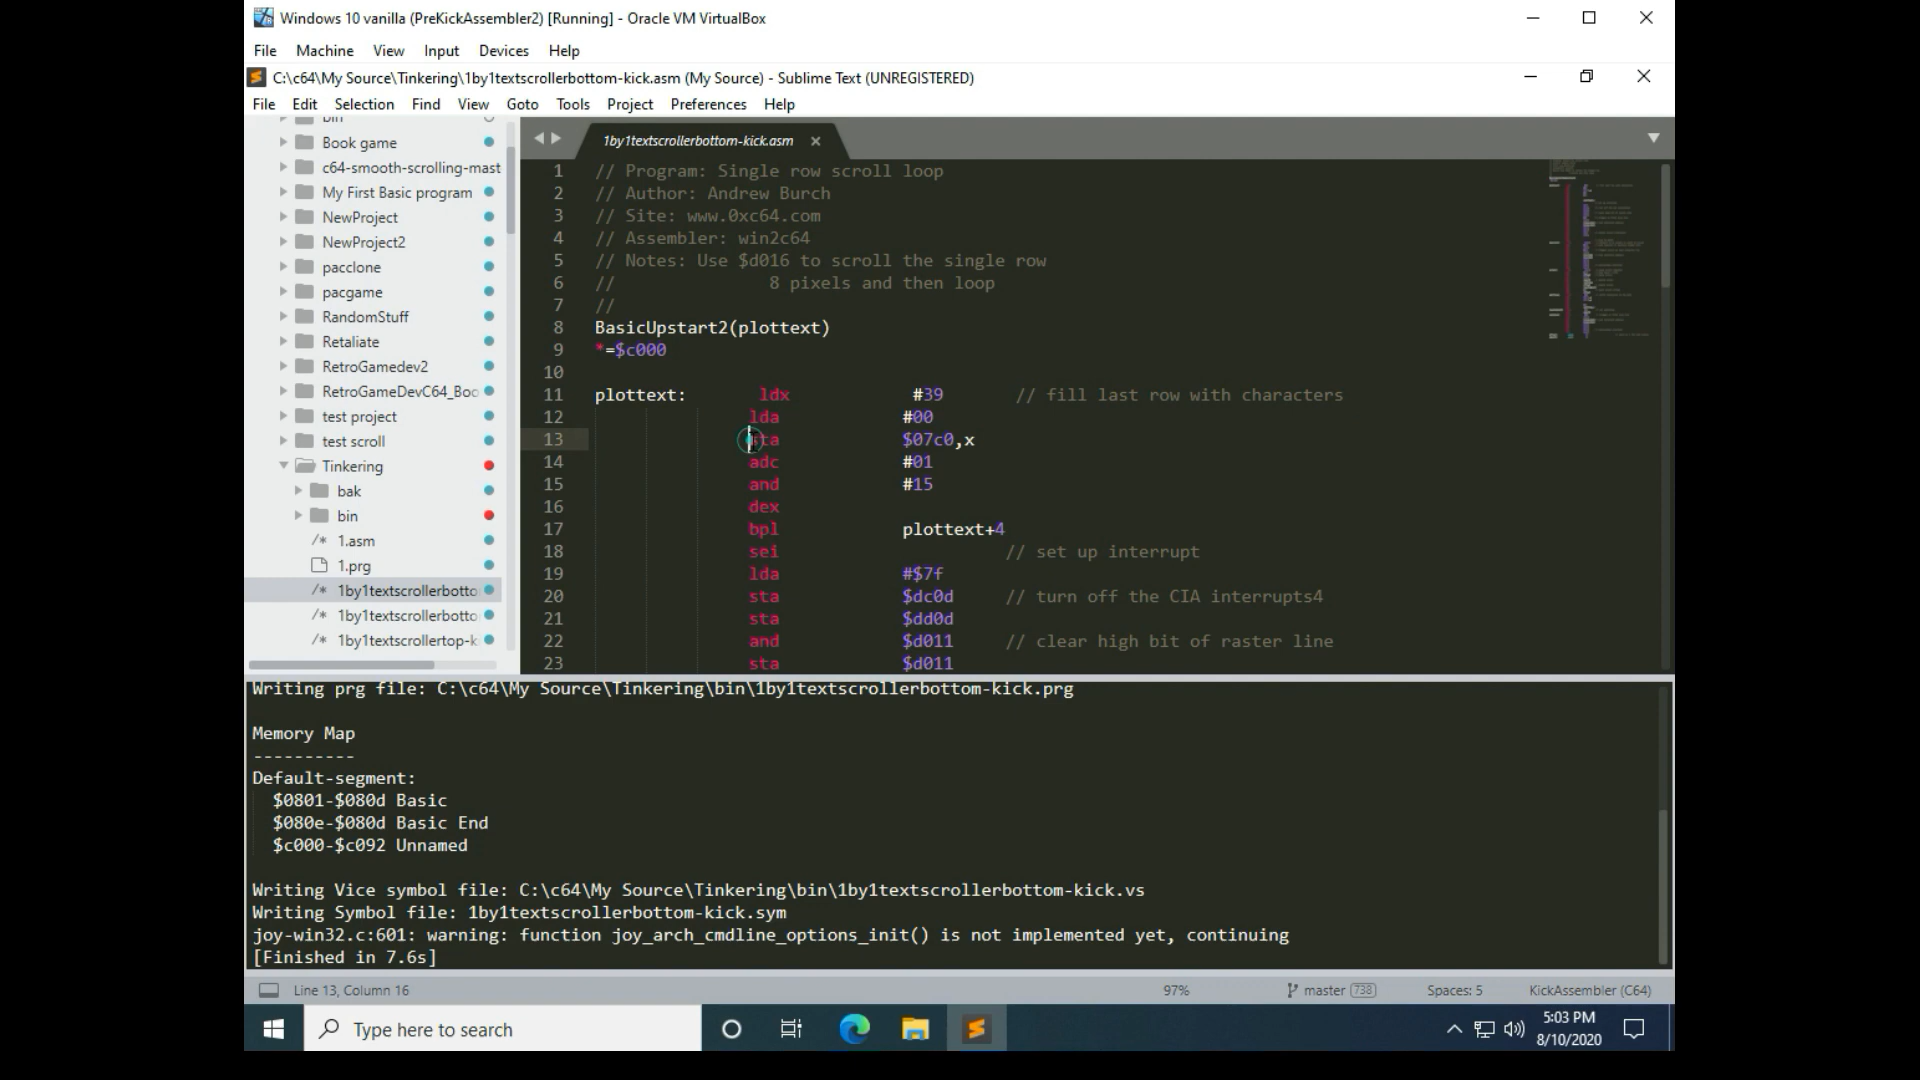 Windows 10 vanilla (PreKickAssembler2) [Running] - Oracle VM VirtualBox
File Machine View Input Devices Help
C:\c64\My Source\Tinkering\1by1textscrollerbottom-kick.asm (My Source) - Sublime Text (UNREGISTERED)
File Edit Selection Find View Goto Tools Project Preferences Help
bin
Book game
c64-smooth-scrolling-mast
My First Basic program
NewProject
NewProject2
pacclone
pacgame
RandomStuff
Retaliate
RetroGamedev2
RetroGameDevC64_Boo
test project
test scroll
Tinkering
bak
bin
/* 1.asm
1.prg
/* 1by1textscrollerbotto
/* 1by1textscrollerbotto
/* 1by1textscrollertop-k
1by1textscrollerbottom-kick.asm
1 // Program: Single row scroll loop
2 // Author: Andrew Burch
3 // Site: www.0xc64.com
4 // Assembler: win2c64
5 // Notes: Use $d016 to scroll the single row
6 // 8 pixels and then loop
7 //
8 BasicUpstart2(plottext)
9 *=$c000
10
11 plottext: ldx #39 // fill last row with characters
12 lda #00
13 sta $07c0,x
14 adc #01
15 and #15
16 dex
17 bpl plottext+4
18 sei // set up interrupt
19 lda #$7f
20 sta $dc0d // turn off the CIA interrupts4
21 sta $dd0d
22 and $d011 // clear high bit of raster line
23 sta $d011
Writing prg file: C:\c64\My Source\Tinkering\bin\1by1textscrollerbottom-kick.prg
Memory Map
----------
Default-segment:
$0801-$080d Basic
$080e-$080d Basic End
$c000-$c092 Unnamed
Writing Vice symbol file: C:\c64\My Source\Tinkering\bin\1by1textscrollerbottom-kick.vs
Writing Symbol file: 1by1textscrollerbottom-kick.sym
joy-win32.c:601: warning: function joy_arch_cmdline_options_init() is not implemented yet, continuing
[Finished in 7.6s]
Line 13, Column 16 97% master 738 Spaces: 5 KickAssembler (C64)
Type here to search
5:03 PM
8/10/2020